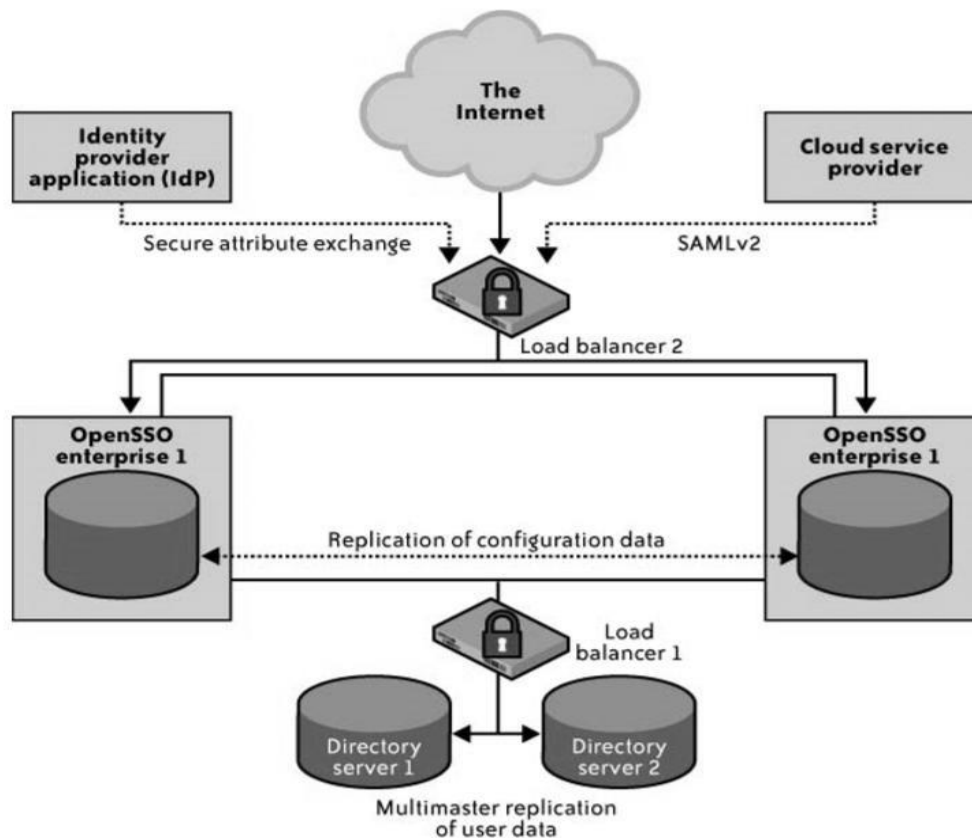 The
Internet
Identity
provider
application (IdP)
Cloud service
provider
Secure attribute exchange
SAMLv2
Load balancer 2
OpenSSO
enterprise 1
OpenSSO
enterprise 1
Replication of configuration data
Load
balancer 1
Directory
server 1
Directory
server 2
Multimaster replication
of user data